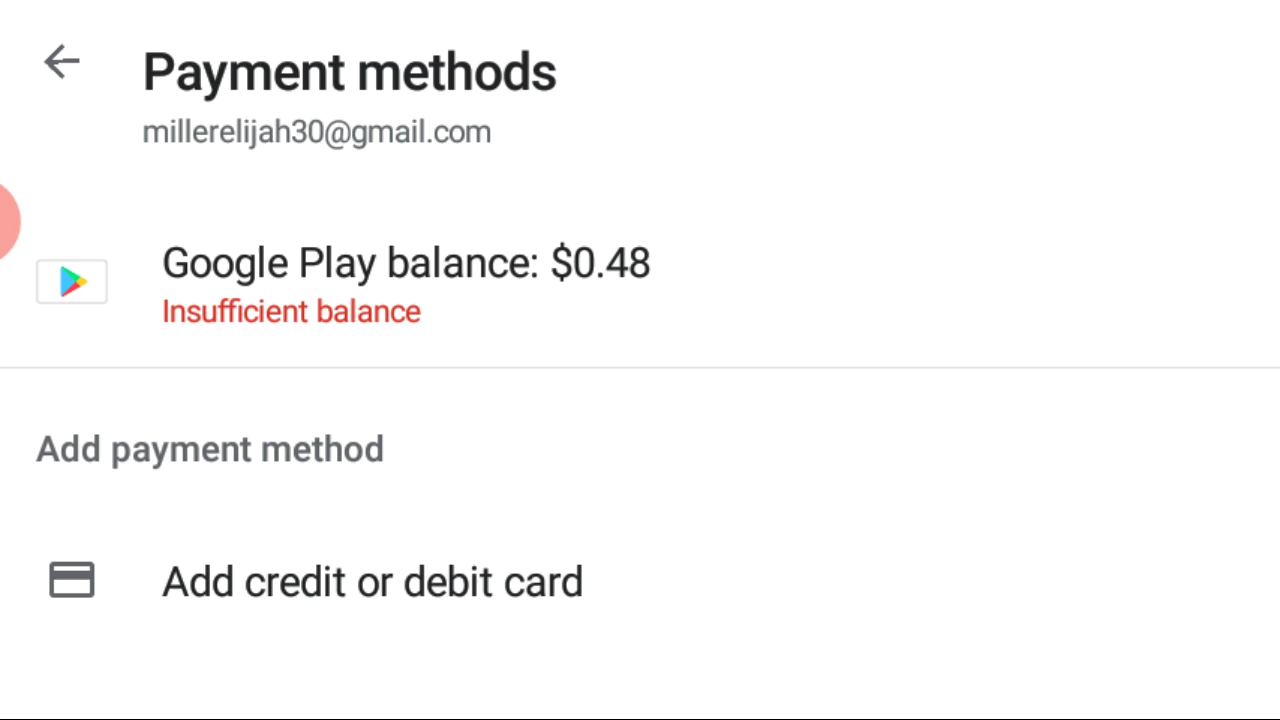 Payment methods
millerelijah30@gmail.com
Google Play balance: $0.48
Insufficient balance
Add payment method
Add credit or debit card